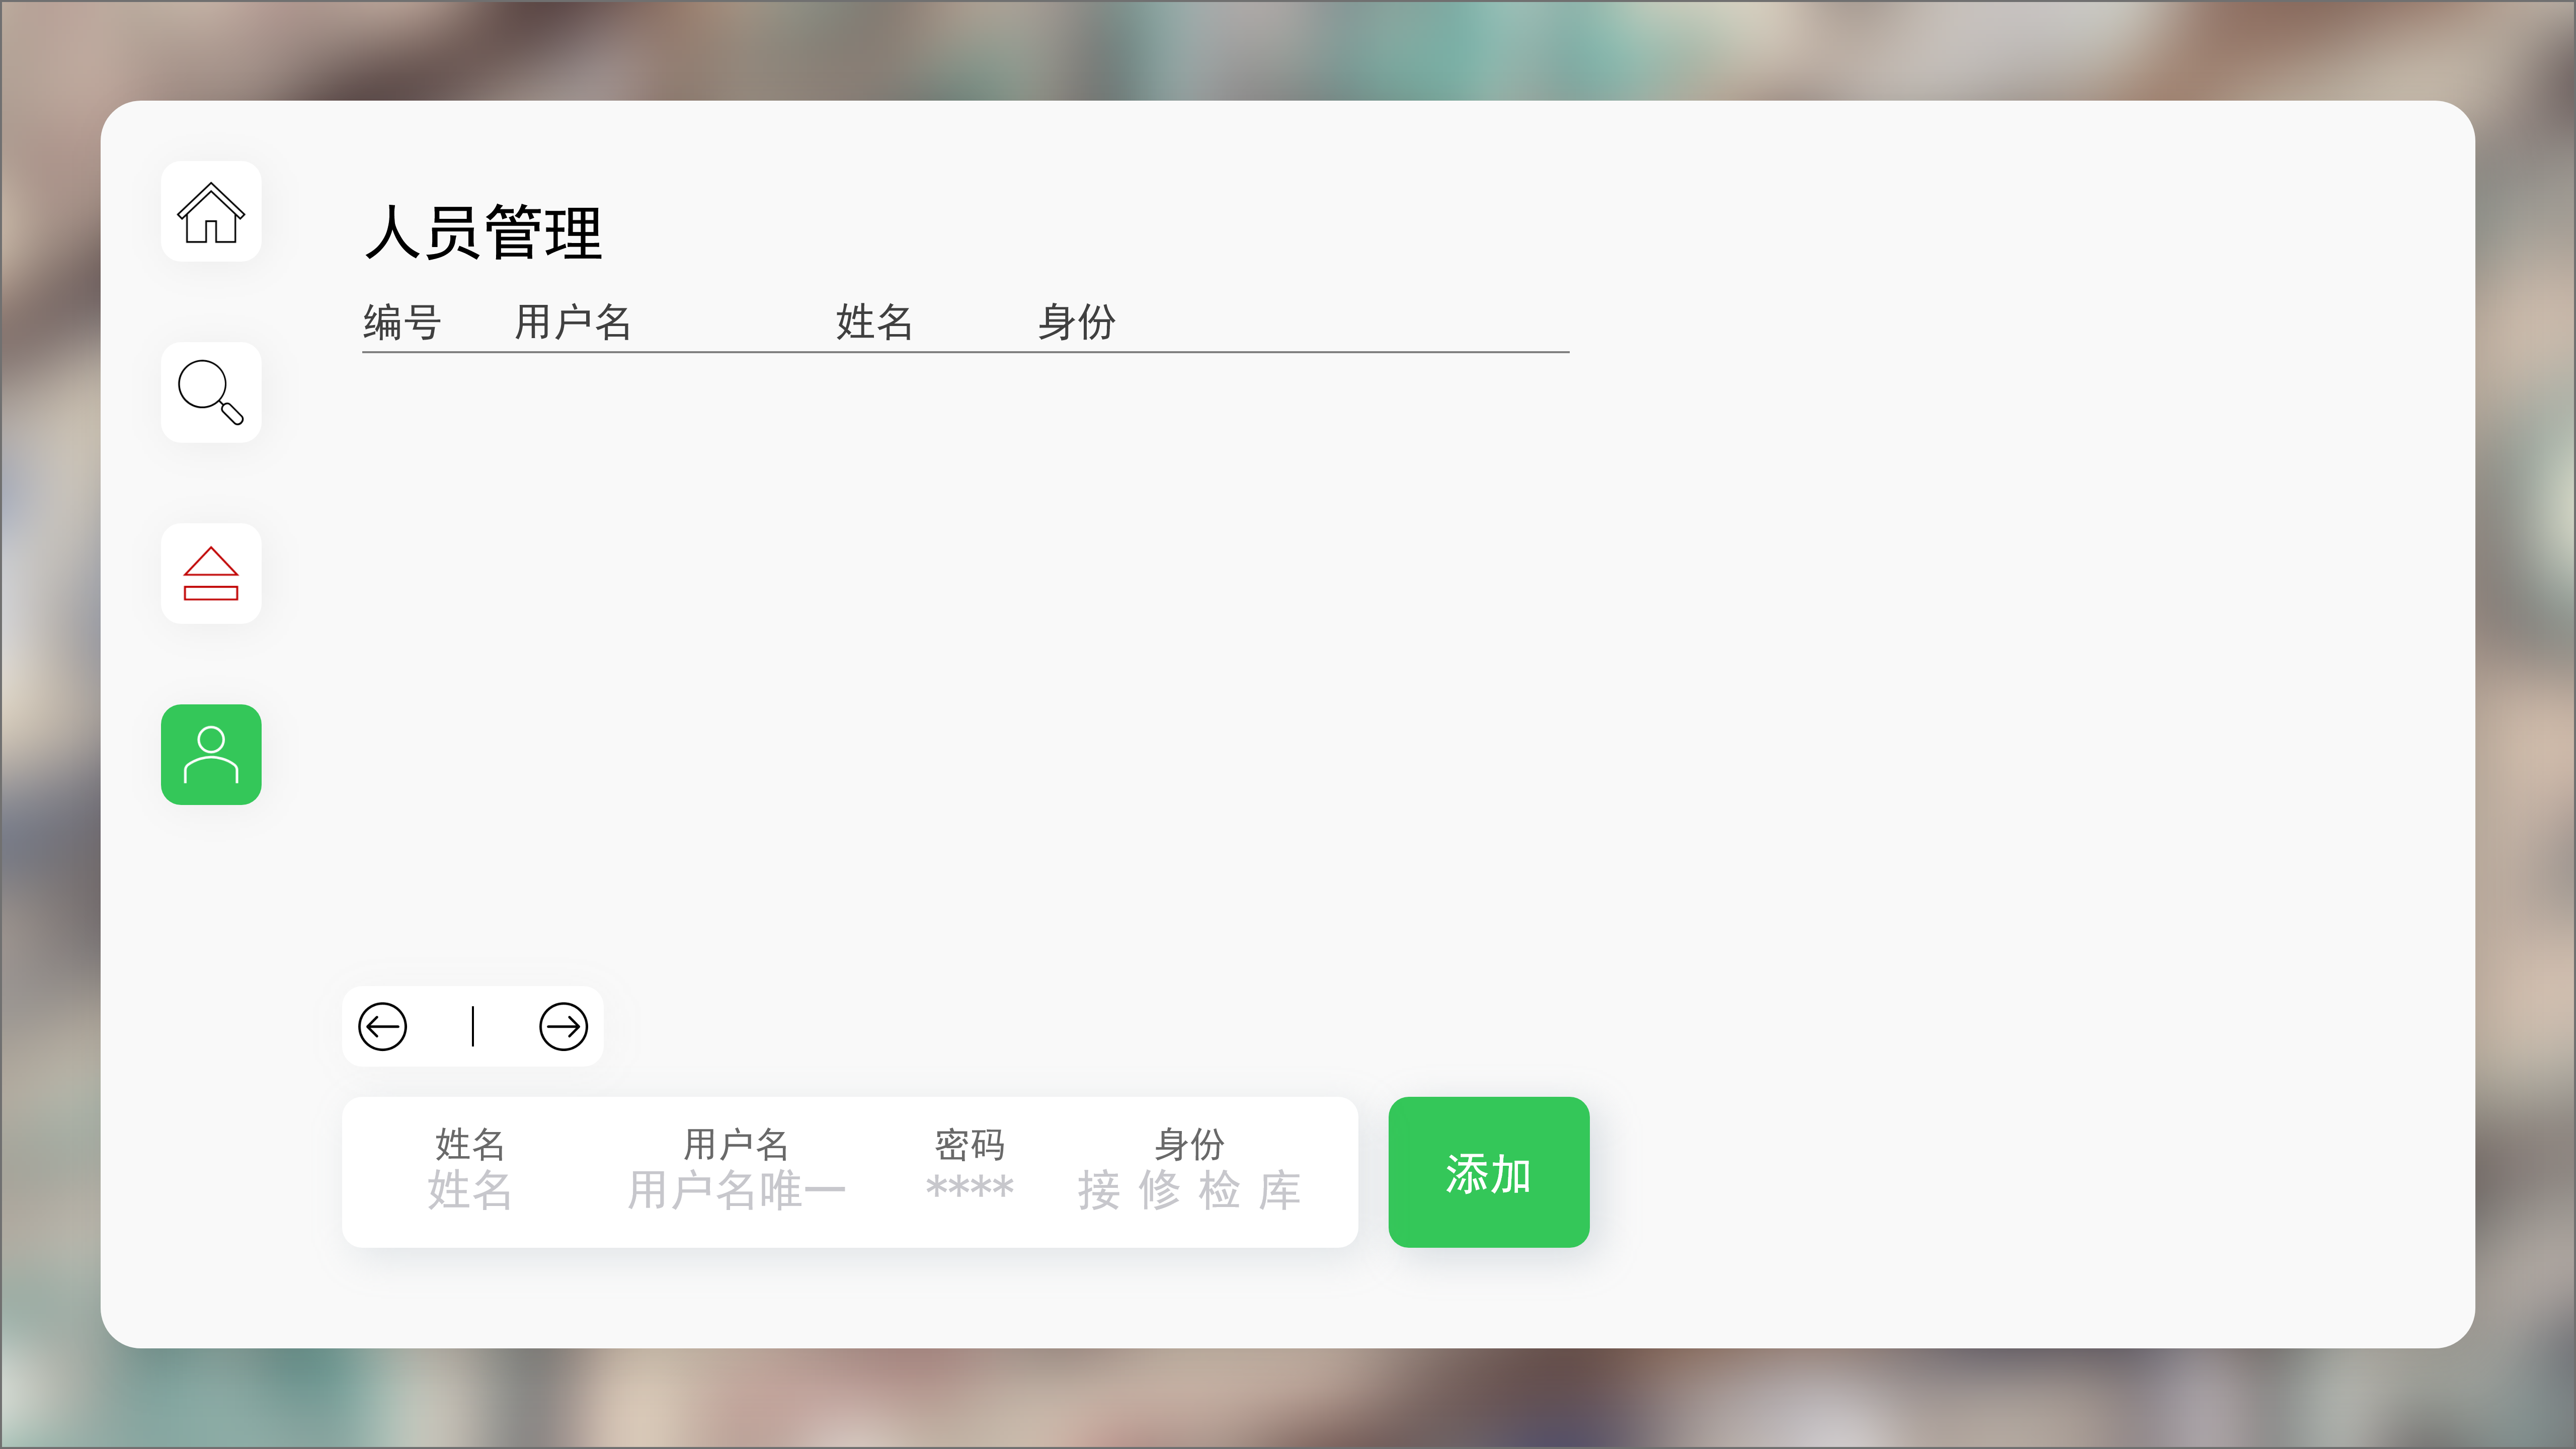 人员管理
编号 用户名 姓名 身份
姓名 用户名 密码 身份
姓名 用户名唯一 **** 接 修 检 库
添加